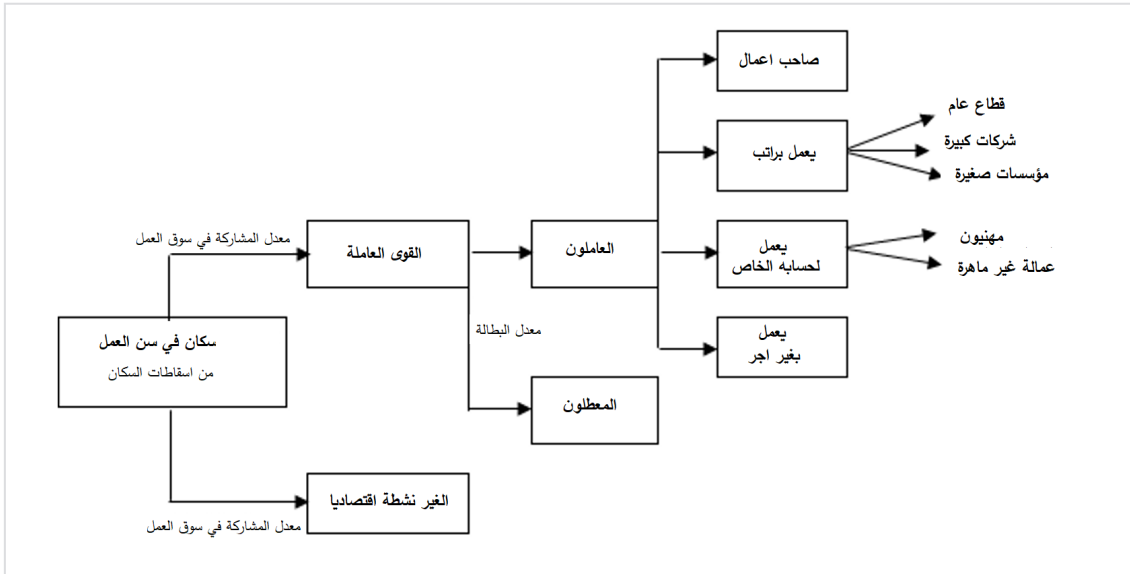 سكان في سن العمل
من اسقاطات السكان
معدل المشاركة في سوق العمل
القوى العاملة
معدل البطالة
العاملون
المعطلون
صاحب اعمال
يعمل براتب
قطاع عام
شركات كبيرة
مؤسسات صغيرة
يعمل
لحسابه الخاص
مهنيون
عمالة غير ماهرة
يعمل
بغير اجر
الغير نشطة اقتصاديا
معدل المشاركة في سوق العمل